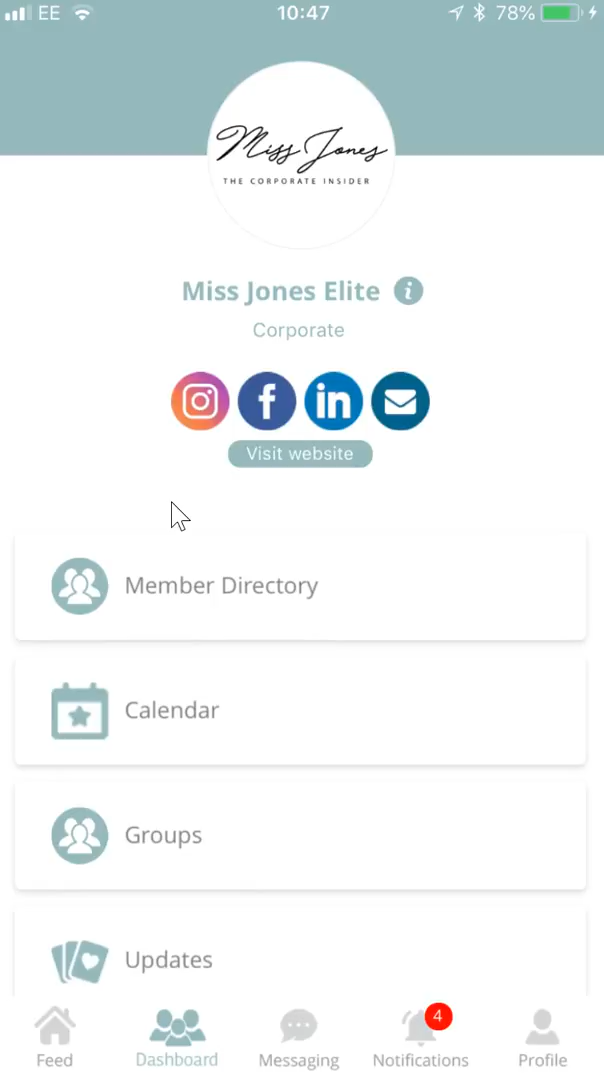 EE 10:47 78%
Miss Jones
THE CORPORATE INSIDER
Miss Jones Elite i
Corporate
f in
Visit website
Member Directory
Calendar
Groups
Updates
4
Feed Dashboard Messaging Notifications Profile